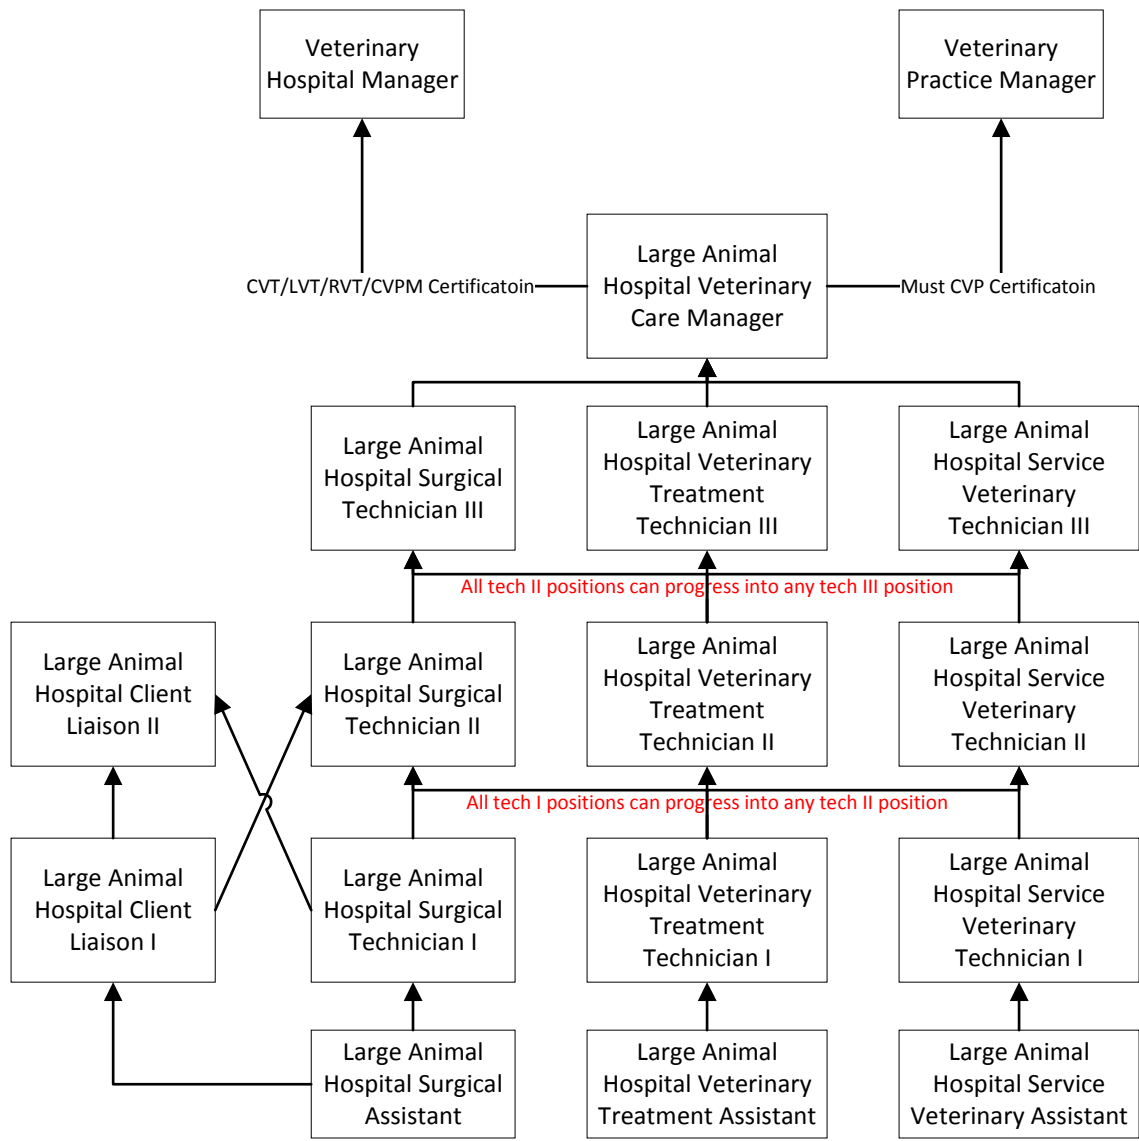 Veterinary
Hospital Manager
Veterinary
Practice Manager
Large Animal
Hospital Veterinary
Care Manager
CVT/LVT/RVT/CVPM Certificatoin
Must CVP Certificatoin
Large Animal
Hospital Surgical
Technician III
Large Animal
Hospital Veterinary
Treatment
Technician III
Large Animal
Hospital Service
Veterinary
Technician III
All tech II positions can progress into any tech III position
Large Animal
Hospital Client
Liaison II
Large Animal
Hospital Surgical
Technician II
Large Animal
Hospital Veterinary
Treatment
Technician II
Large Animal
Hospital Service
Veterinary
Technician II
All tech I positions can progress into any tech II position
Large Animal
Hospital Client
Liaison I
Large Animal
Hospital Surgical
Technician I
Large Animal
Hospital Veterinary
Treatment
Technician I
Large Animal
Hospital Service
Veterinary
Technician I
Large Animal
Hospital Surgical
Assistant
Large Animal
Hospital Veterinary
Treatment Assistant
Large Animal
Hospital Service
Veterinary Assistant